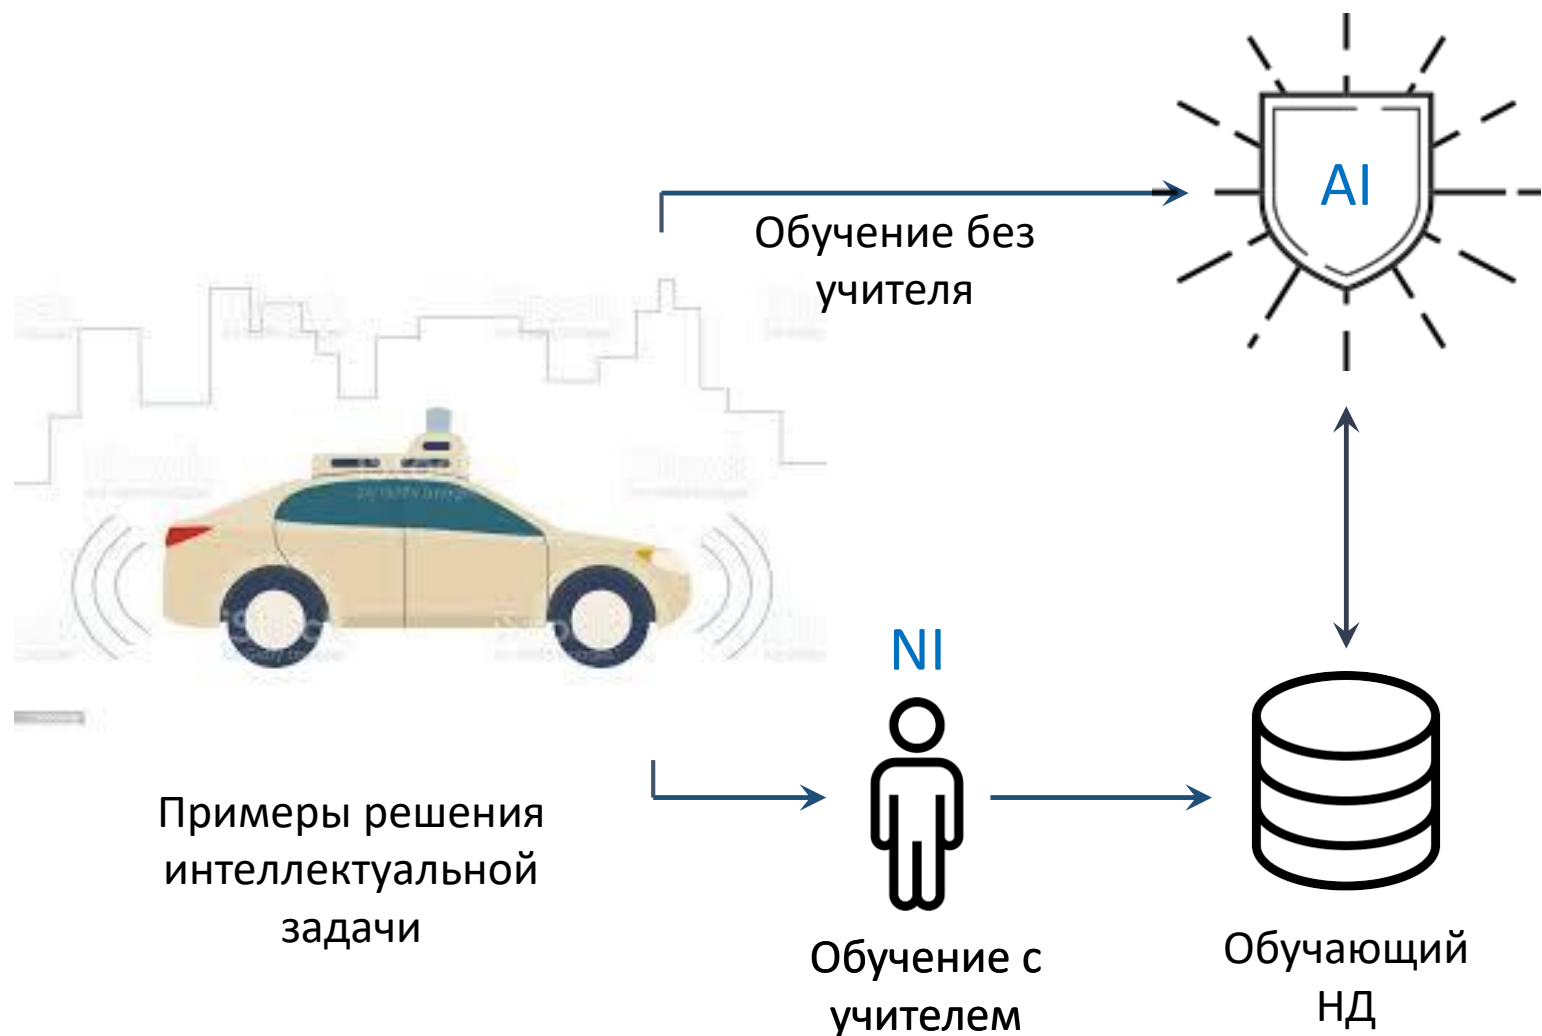 AI
Обучение без
учителя
NI
Примеры решения
интеллектуальной
задачи
Обучение с
учителем
Обучающий
НД